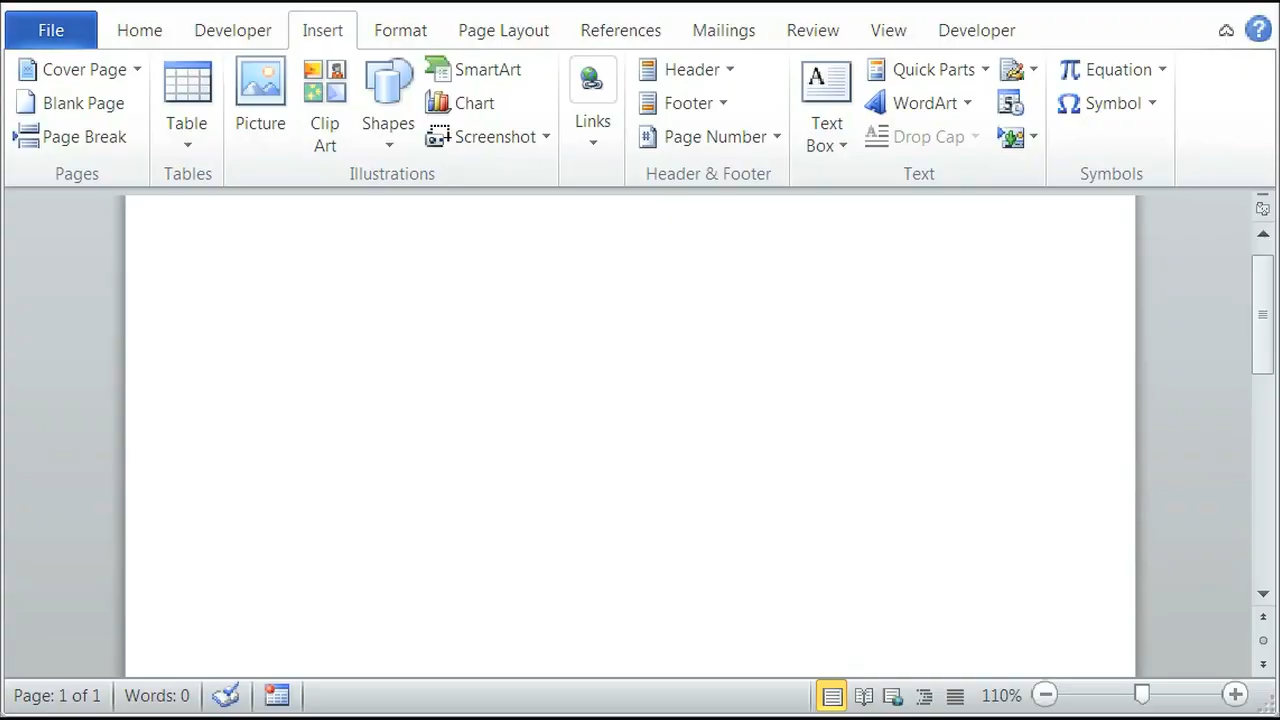 File Home Developer Insert Format Page Layout References Mailings Review View Developer
Cover Page SmartArt Header Quick Parts Equation
Blank Page Chart Footer WordArt Symbol
Table Picture Clip Art Shapes Links Text Box
Page Break Screenshot Page Number Drop Cap
Pages Tables Illustrations Header & Footer Text Symbols
Page: 1 of 1 Words: 0 110%